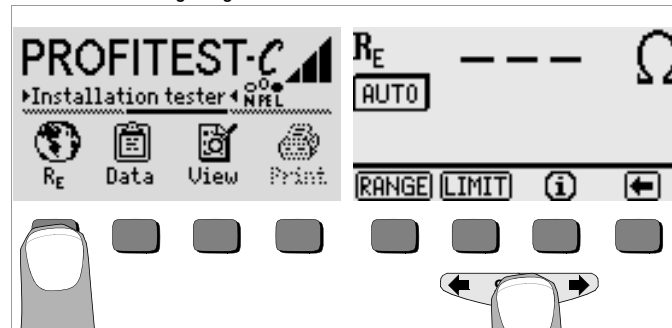 PROFITEST-C
Installation tester
N PE L
RE Data View Print
RE – – – Ω
AUTO
RANGE LIMIT i